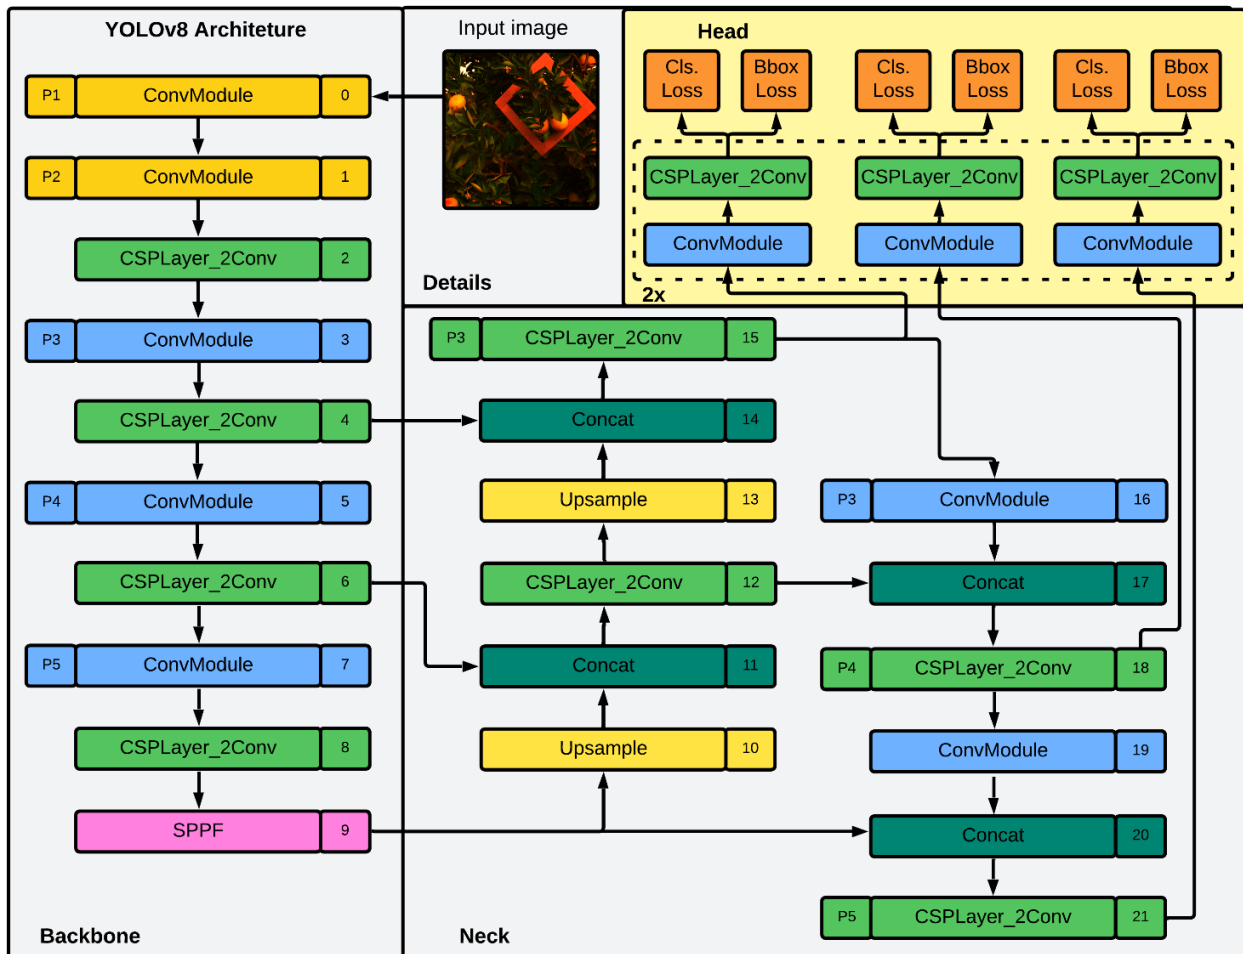 YOLOv8 Architeture
P1 ConvModule 0
P2 ConvModule 1
CSPLayer_2Conv 2
P3 ConvModule 3
CSPLayer_2Conv 4
P4 ConvModule 5
CSPLayer_2Conv 6
P5 ConvModule 7
CSPLayer_2Conv 8
SPPF 9
Backbone
Input image
Details
Head
Cls.
Loss
Bbox
Loss
Cls.
Loss
Bbox
Loss
Cls.
Loss
Bbox
Loss
CSPLayer_2Conv
CSPLayer_2Conv
CSPLayer_2Conv
ConvModule
ConvModule
ConvModule
2x
P3 CSPLayer_2Conv 15
Concat 14
Upsample 13
CSPLayer_2Conv 12
Concat 11
Upsample 10
P3 ConvModule 16
Concat 17
P4 CSPLayer_2Conv 18
ConvModule 19
Concat 20
P5 CSPLayer_2Conv 21
Neck